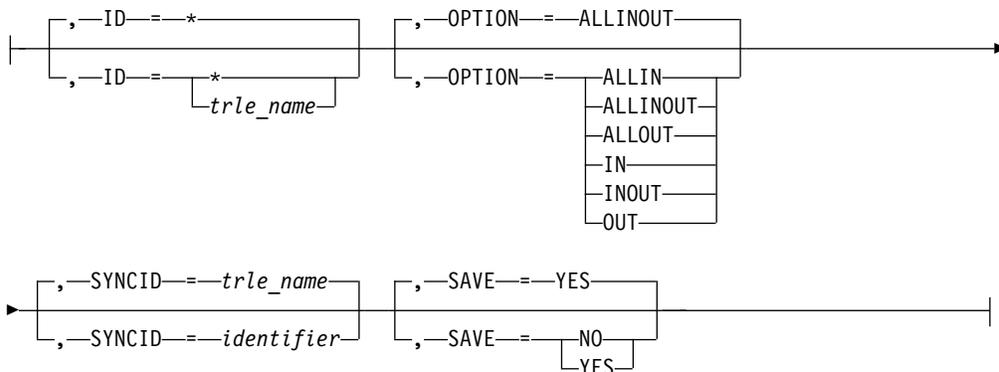 , ID = * , OPTION = ALLINOUT
, ID = * , OPTION = ALLIN
trle_name ALLINOUT
ALLOUT
IN
INOUT
OUT
, SYNCID = trle_name , SAVE = YES
, SYNCID = identifier , SAVE = NO
YES